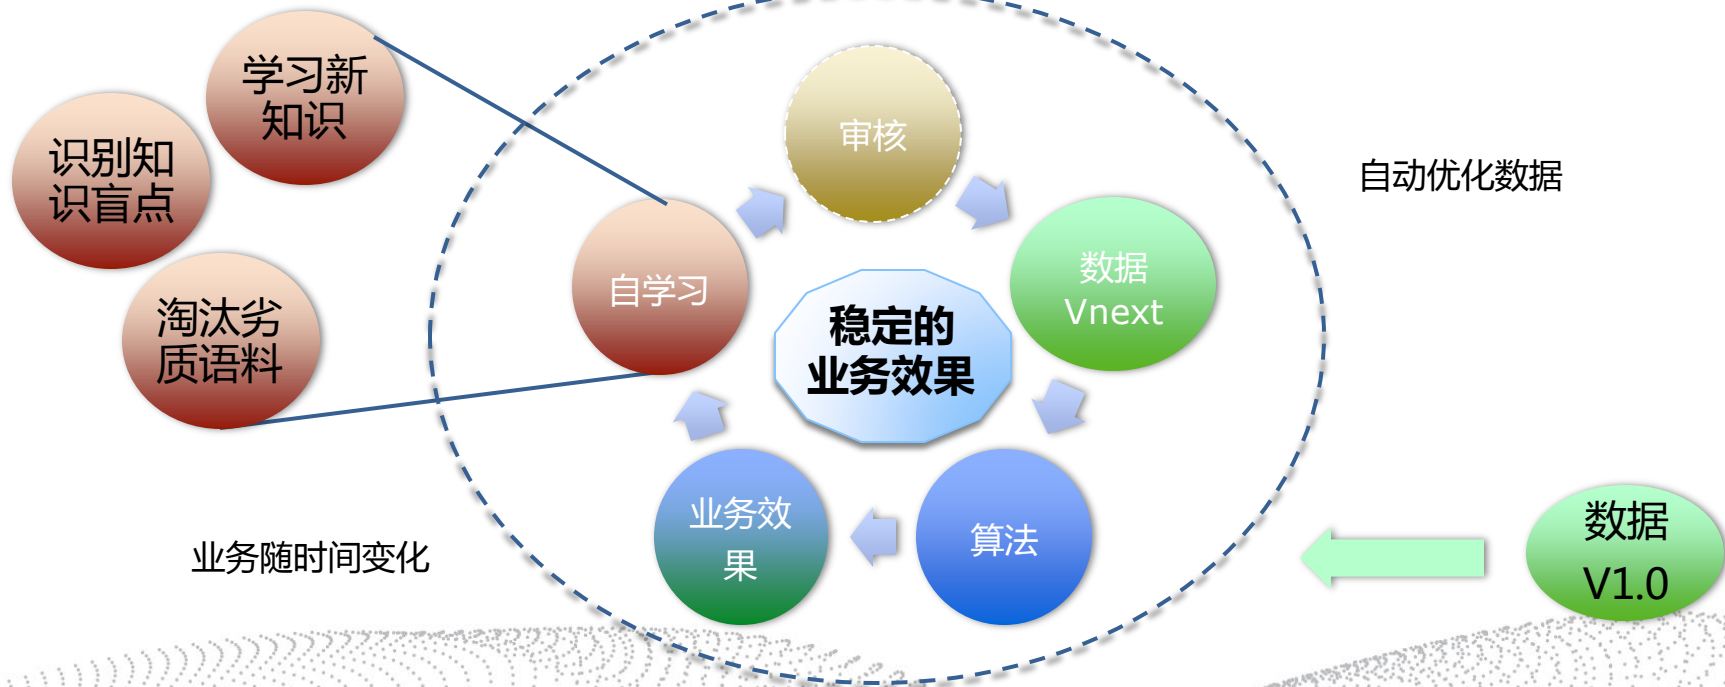 学习新
知识
识别知
识盲点
淘汰劣
质语料
审核
自学习
数据
Vnext
稳定的
业务效果
业务效
果
算法
自动优化数据
业务随时间变化
数据
V1.0